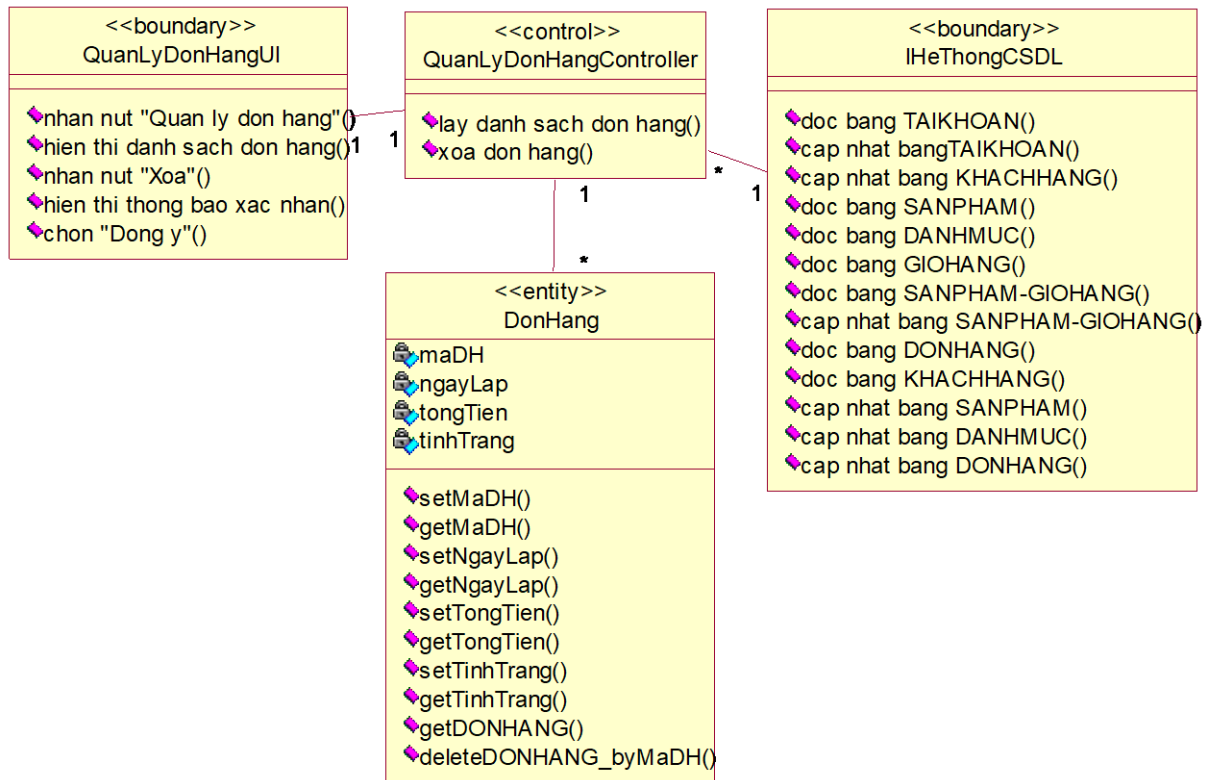 <<boundary>>
QuanLyDonHangUI
nhan nut "Quan ly don hang"()
hien thi danh sach don hang()
nhan nut "Xoa"()
hien thi thong bao xac nhan()
chon "Dong y"()
1
1
<<control>>
QuanLyDonHangController
lay danh sach don hang()
xoa don hang()
*
1
1
*
<<boundary>>
IHeThongCSDL
doc bang TAIKHOAN()
cap nhat bangTAIKHOAN()
cap nhat bang KHACHHANG()
doc bang SANPHAM()
doc bang DANHMUC()
doc bang GIOHANG()
doc bang SANPHAM-GIOHANG()
cap nhat bang SANPHAM-GIOHANG()
doc bang DONHANG()
doc bang KHACHHANG()
cap nhat bang SANPHAM()
cap nhat bang DANHMUC()
cap nhat bang DONHANG()
<<entity>>
DonHang
maDH
ngayLap
tongTien
tinhTrang
setMaDH()
getMaDH()
setNgayLap()
getNgayLap()
setTongTien()
getTongTien()
setTinhTrang()
getTinhTrang()
getDONHANG()
deleteDONHANG_byMaDH()